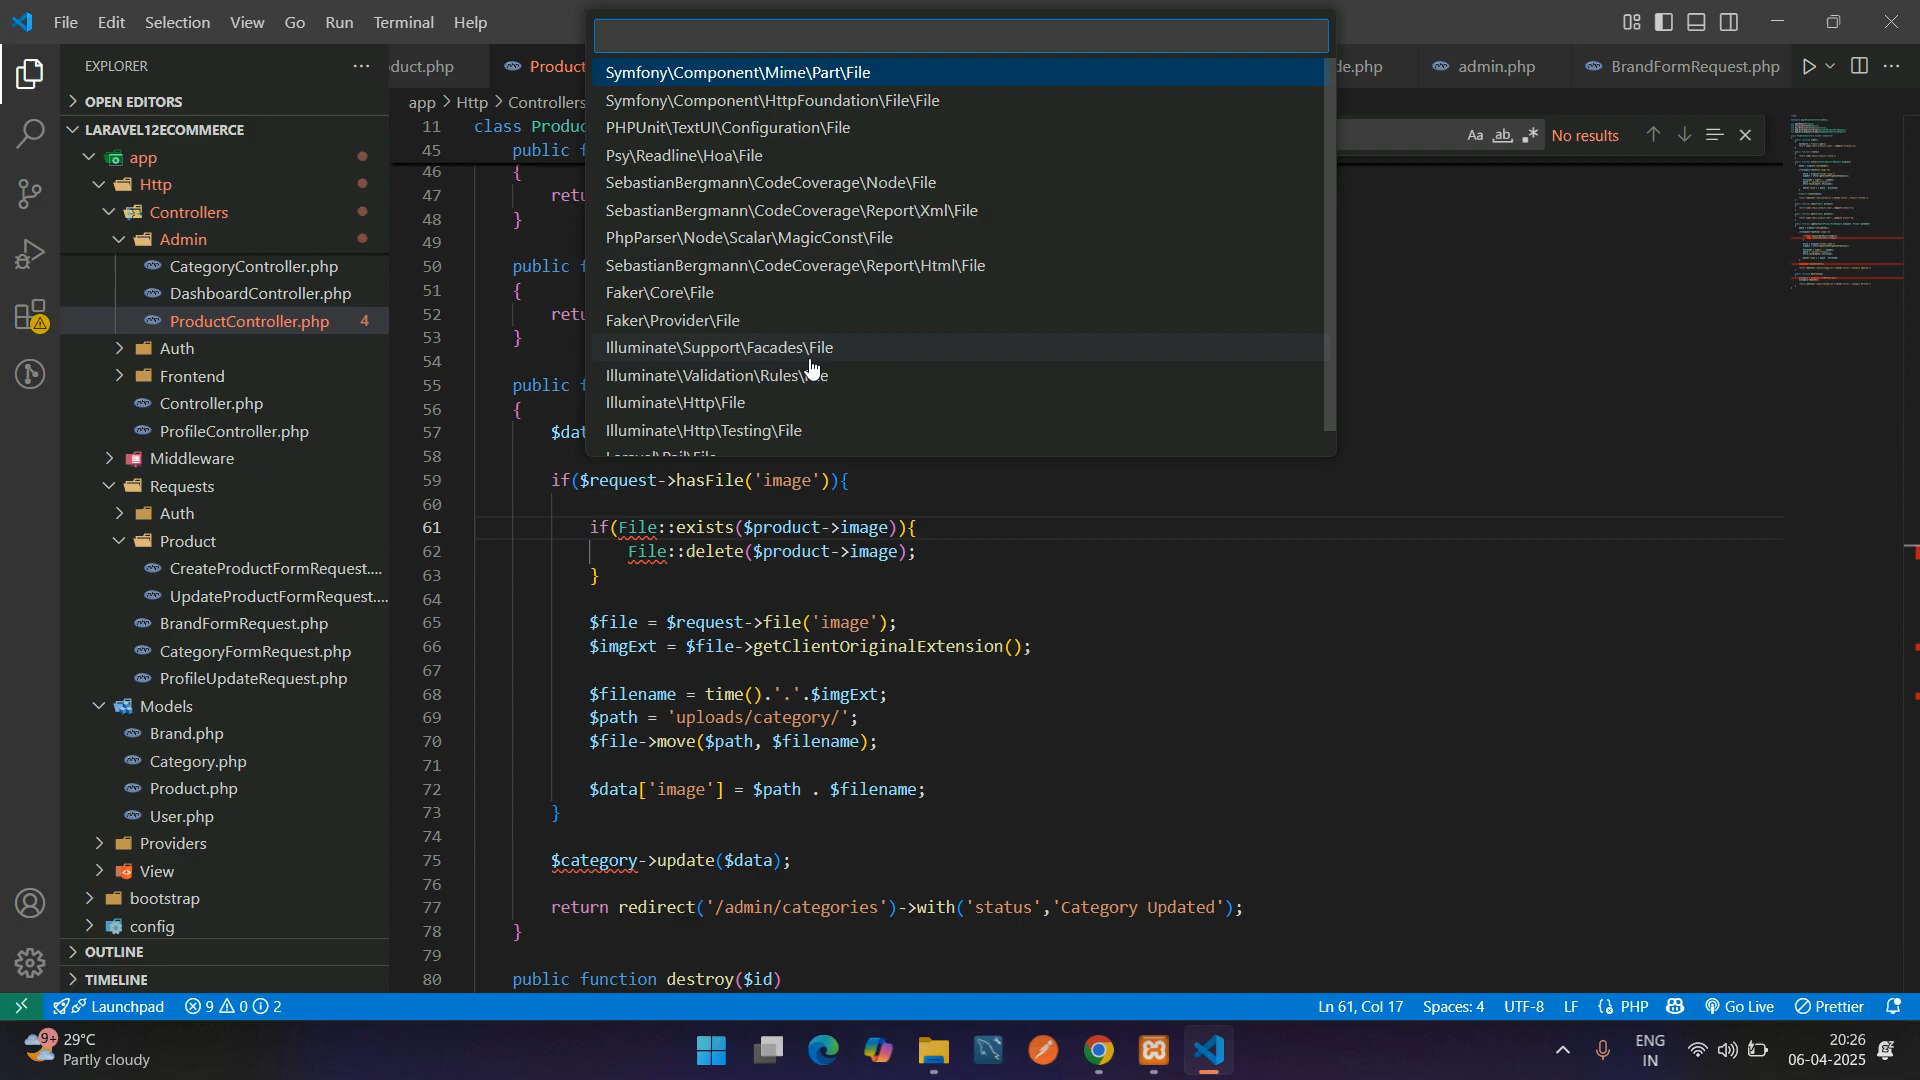 File Edit Selection View Go Run Terminal Help
EXPLORER
OPEN EDITORS
LARAVEL12ECOMMERCE
app
Http
Controllers
Admin
CategoryController.php
DashboardController.php
ProductController.php 4
Auth
Frontend
Controller.php
ProfileController.php
Middleware
Requests
Auth
Product
CreateProductFormRequest....
UpdateProductFormRequest....
BrandFormRequest.php
CategoryFormRequest.php
ProfileUpdateRequest.php
Models
Brand.php
Category.php
Product.php
User.php
Providers
View
bootstrap
config
OUTLINE
TIMELINE
duct.php Product de.php admin.php BrandFormRequest.php
app > Http > Controllers
Symfony\Component\Mime\Part\File
Symfony\Component\HttpFoundation\File\File
PHPUnit\TextUI\Configuration\File
Psy\Readline\Hoa\File
SebastianBergmann\CodeCoverage\Node\File
SebastianBergmann\CodeCoverage\Report\Xml\File
PhpParser\Node\Scalar\MagicConst\File
SebastianBergmann\CodeCoverage\Report\Html\File
Faker\Core\File
Faker\Provider\File
Illuminate\Support\Facades\File
Illuminate\Validation\Rules\File
Illuminate\Http\File
Illuminate\Http\Testing\File
Aa ab No results
11 class Produc
45 public f
46 {
47 retu
48 }
49
50 public f
51 {
52 retu
53 }
54
55 public f
56 {
57 $dat
58
59 if($request->hasFile('image')){
60
61 if(File::exists($product->image)){
62 File::delete($product->image);
63 }
64
65 $file = $request->file('image');
66 $imgExt = $file->getClientOriginalExtension();
67
68 $filename = time().'.'.$imgExt;
69 $path = 'uploads/category/';
70 $file->move($path, $filename);
71
72 $data['image'] = $path . $filename;
73 }
74
75 $category->update($data);
76
77 return redirect('/admin/categories')->with('status','Category Updated');
78 }
79
80 public function destroy($id)
Launchpad 9 0 2 Ln 61, Col 17 Spaces: 4 UTF-8 LF PHP Go Live Prettier
9+ 29°C
Partly cloudy
ENG
IN
20:26
06-04-2025